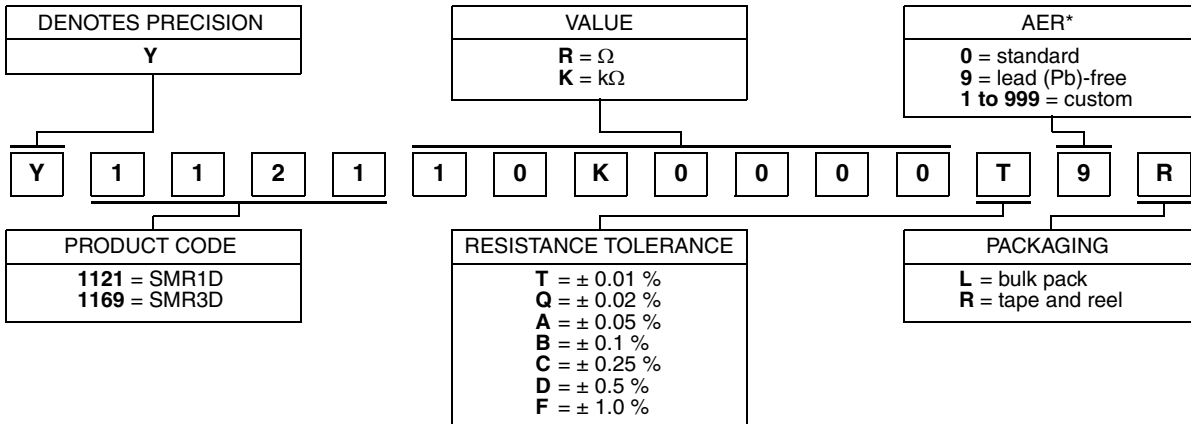 DENOTES PRECISION
Y
VALUE
R = Ω
K = kΩ
AER*
0 = standard
9 = lead (Pb)-free
1 to 999 = custom
Y 1 1 2 1 1 0 K 0 0 0 0 T 9 R
PRODUCT CODE
1121 = SMR1D
1169 = SMR3D
RESISTANCE TOLERANCE
T = ± 0.01 %
Q = ± 0.02 %
A = ± 0.05 %
B = ± 0.1 %
C = ± 0.25 %
D = ± 0.5 %
F = ± 1.0 %
PACKAGING
L = bulk pack
R = tape and reel